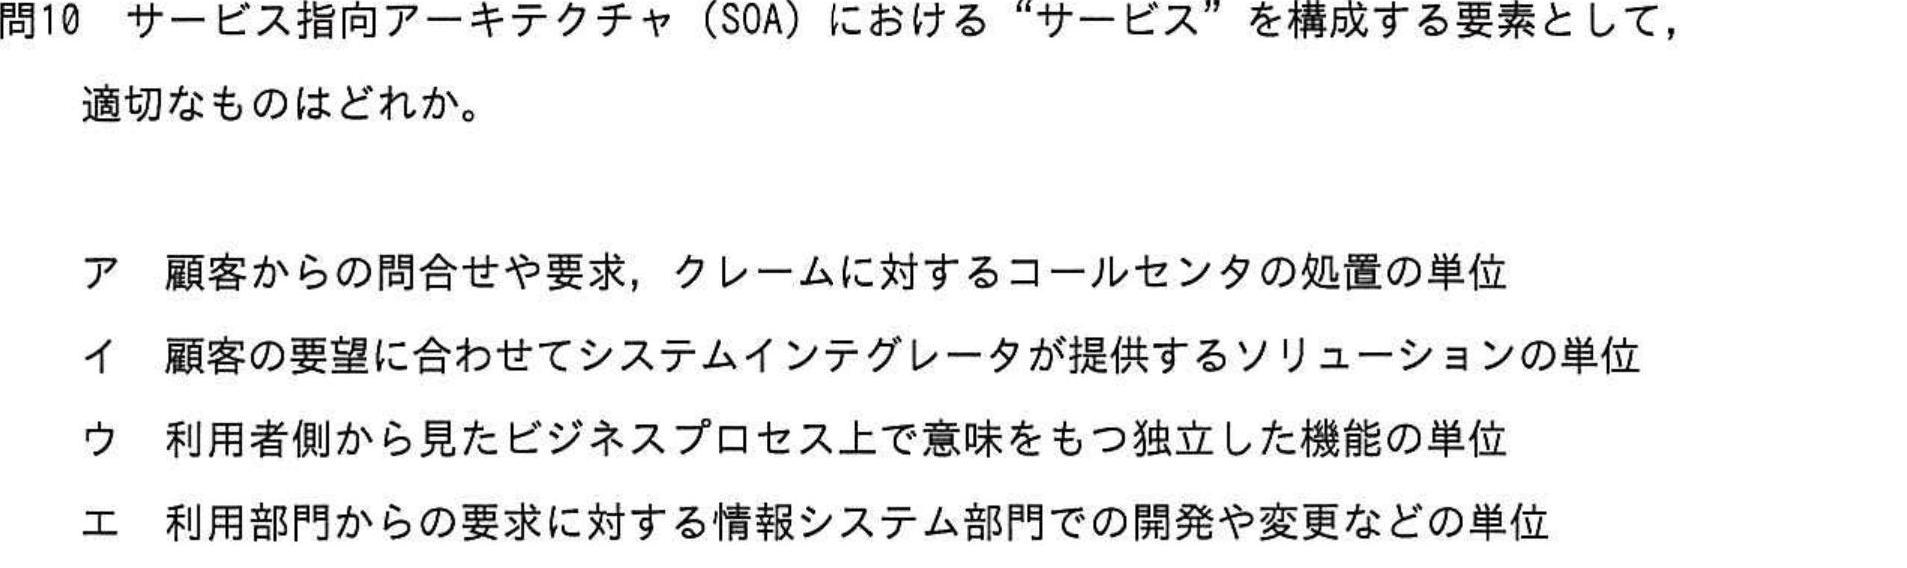 問10　サービス指向アーキテクチャ（SOA）における“サービス”を構成する要素として，
適切なものはどれか。
ア　顧客からの問合せや要求，クレームに対するコールセンタの処置の単位
イ　顧客の要望に合わせてシステムインテグレータが提供するソリューションの単位
ウ　利用者側から見たビジネスプロセス上で意味をもつ独立した機能の単位
エ　利用部門からの要求に対する情報システム部門での開発や変更などの単位